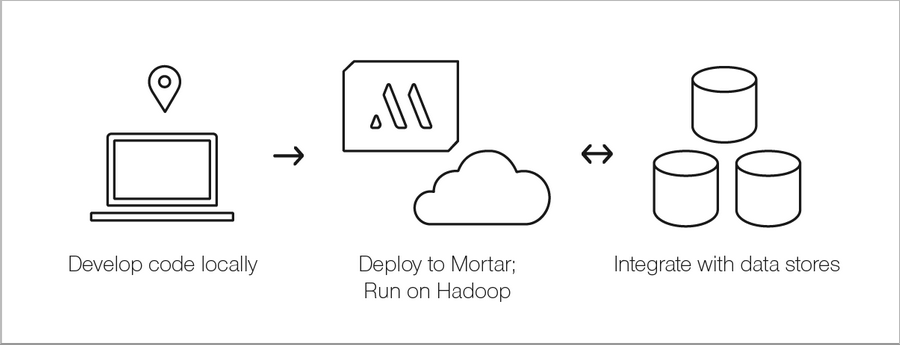 Develop code locally
Deploy to Mortar;
Run on Hadoop
Integrate with data stores